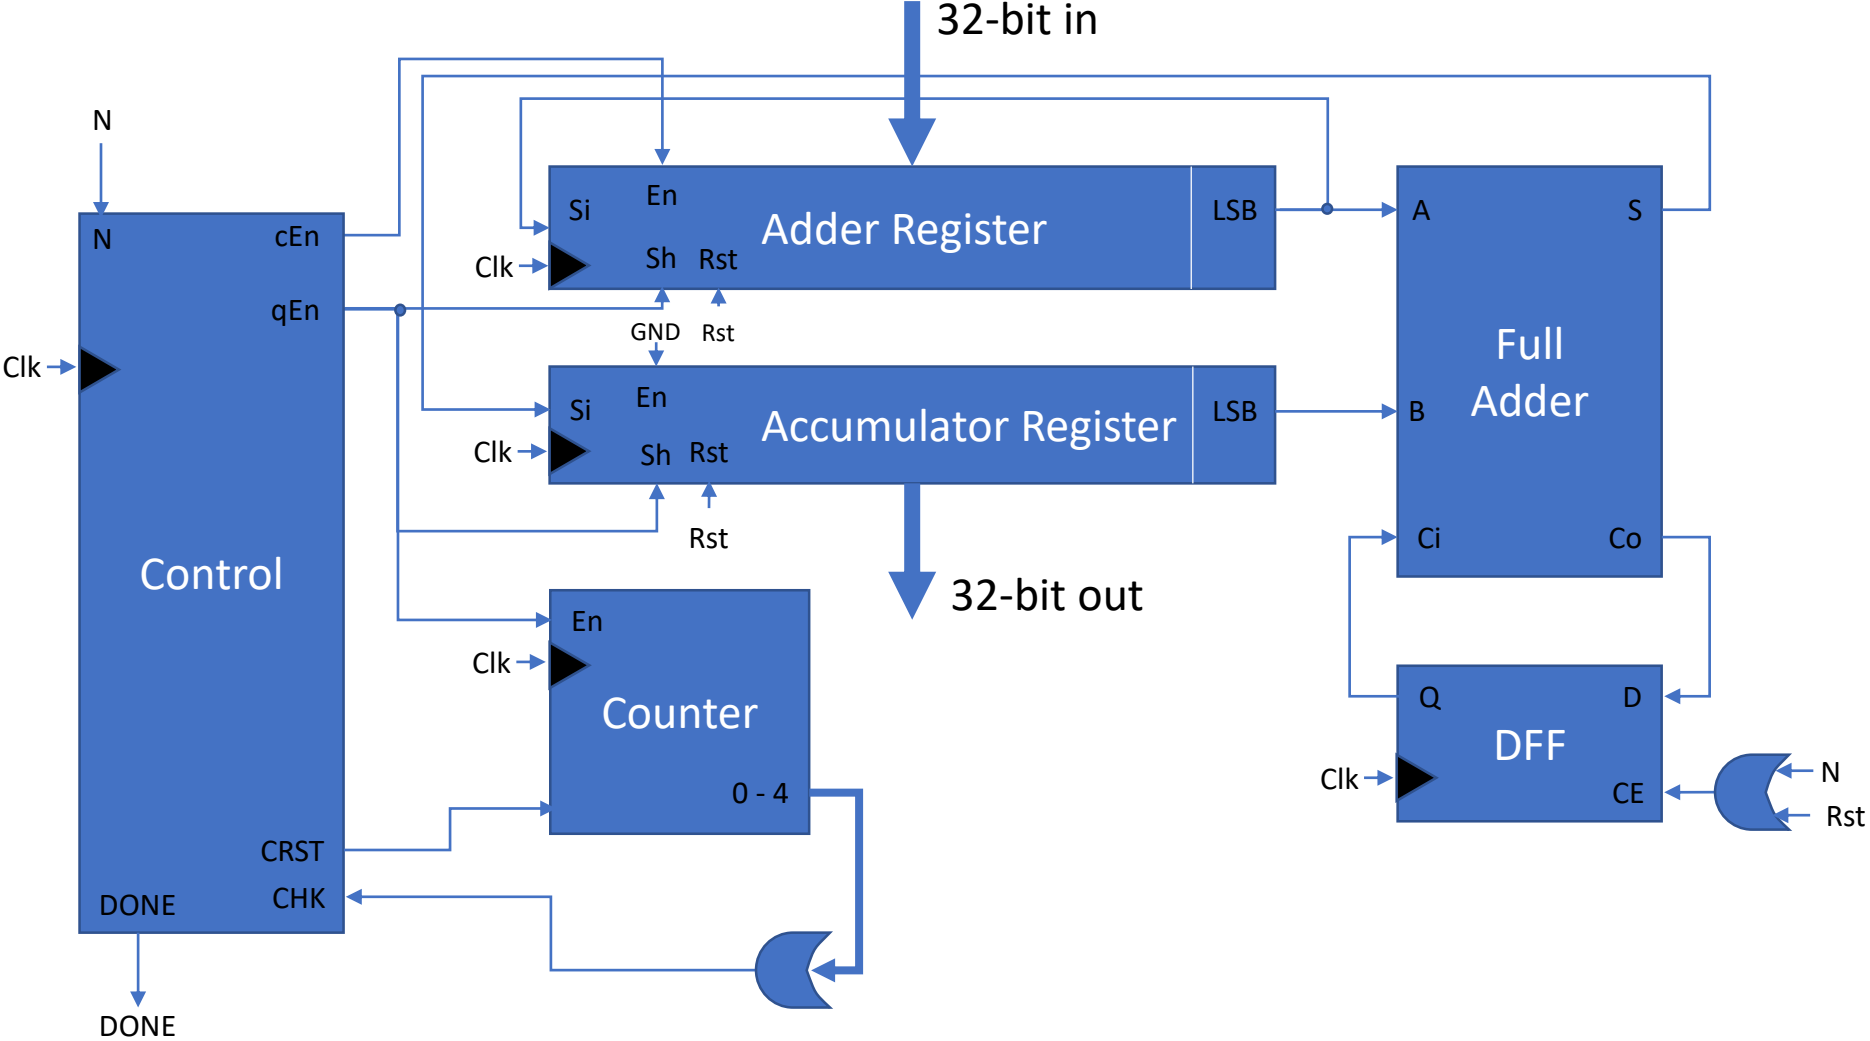 32-bit in
N
N
cEn
qEn
Clk
Control
CRST
CHK
DONE
DONE
Si
En
Adder Register
LSB
Clk
Sh
Rst
GND
Rst
Si
En
Accumulator Register
LSB
Clk
Sh
Rst
Rst
32-bit out
En
Clk
Counter
0 - 4
A
S
Full
Adder
B
Ci
Co
Q
D
DFF
Clk
CE
N
Rst